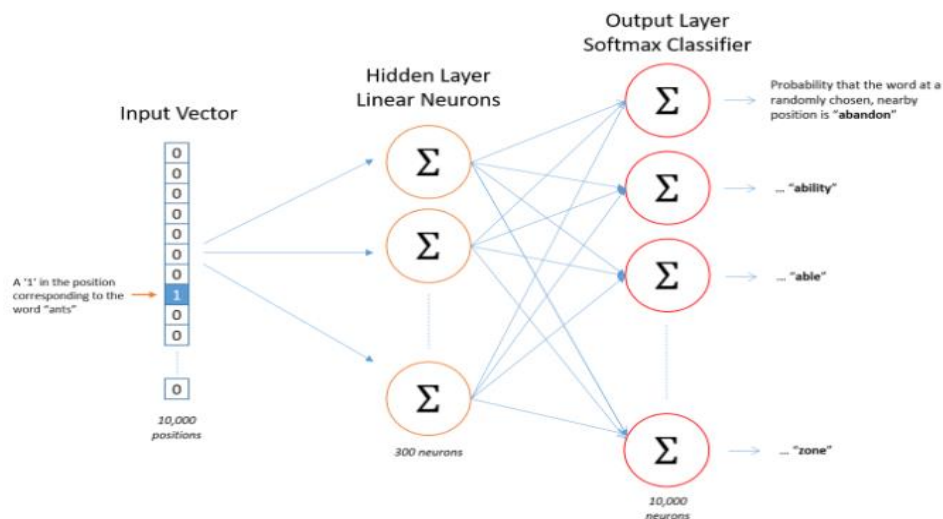 Output Layer
Softmax Classifier
Hidden Layer
Linear Neurons
Input Vector
0
0
0
0
0
0
0
1
0
0
0
A '1' in the position
corresponding to the
word "ants"
10,000
positions
Σ
Σ
Σ
300 neurons
Σ
Σ
Σ
Σ
10,000
neurons
Probability that the word at a
randomly chosen, nearby
position is "abandon"
... "ability"
... "able"
... "zone"